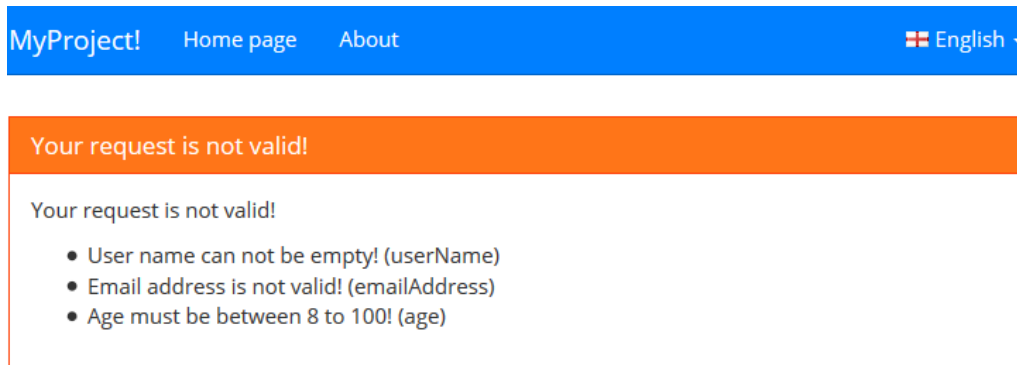 MyProject! Home page About English
Your request is not valid!
Your request is not valid!
User name can not be empty! (userName)
Email address is not valid! (emailAddress)
Age must be between 8 to 100! (age)